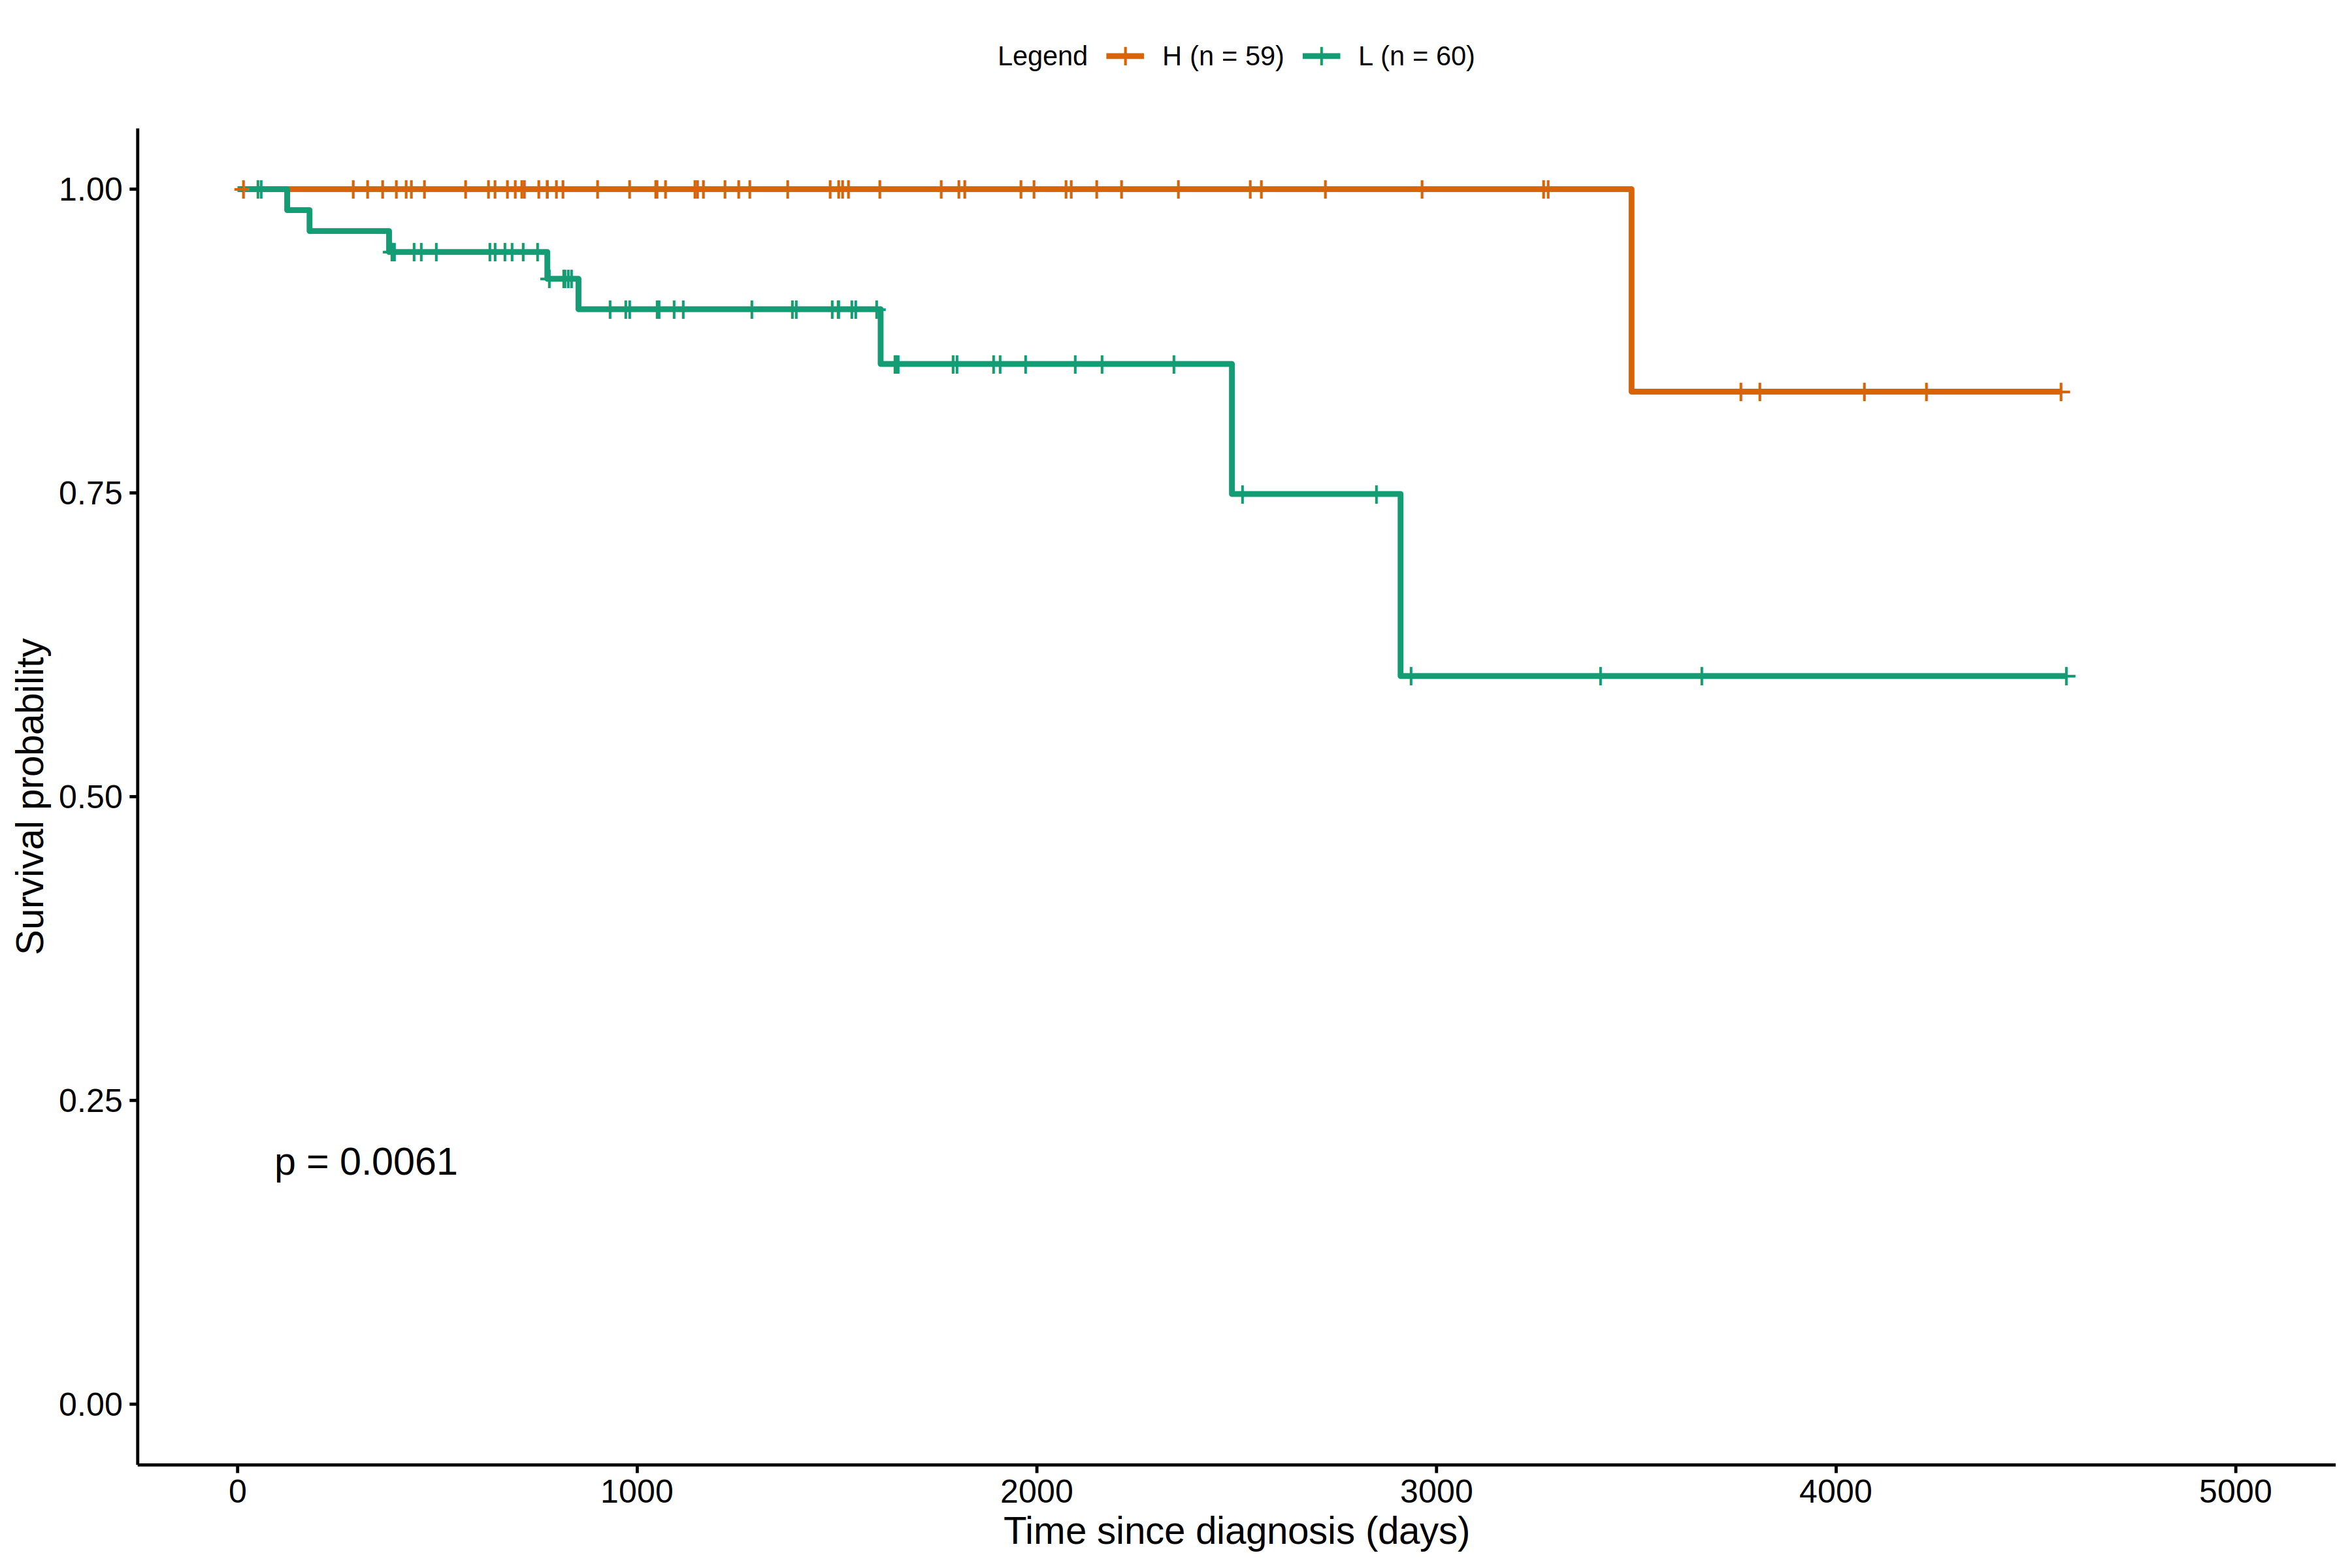 Legend H (n = 59) L (n = 60)
1.00
0.75
0.50
0.25
0.00
Survival probability
p = 0.0061
0 1000 2000 3000 4000 5000
Time since diagnosis (days)